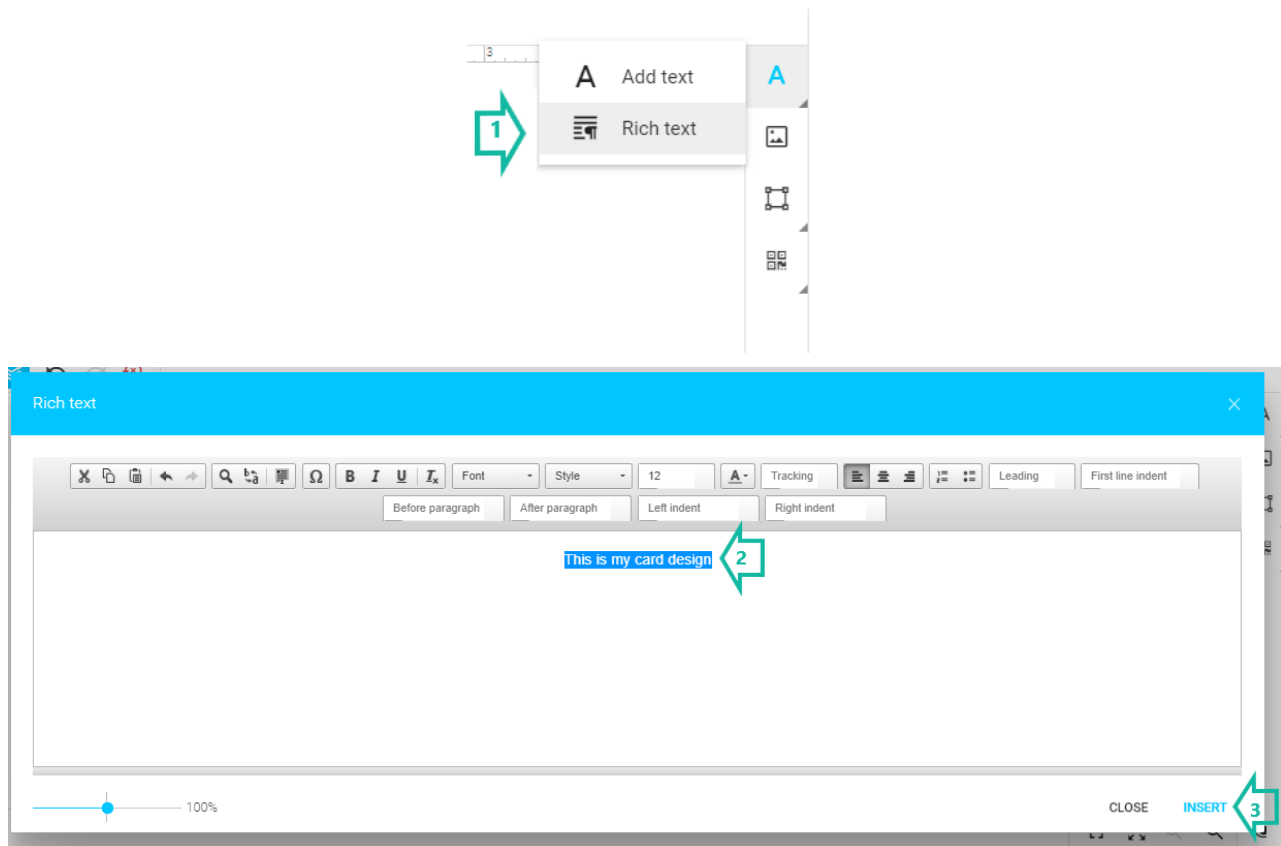 3
A Add text
A
1
Rich text
Rich text
B I U Ix Font Style 12 A Tracking Leading First line indent
Before paragraph After paragraph Left indent Right indent
This is my card design
2
100%
CLOSE INSERT
3